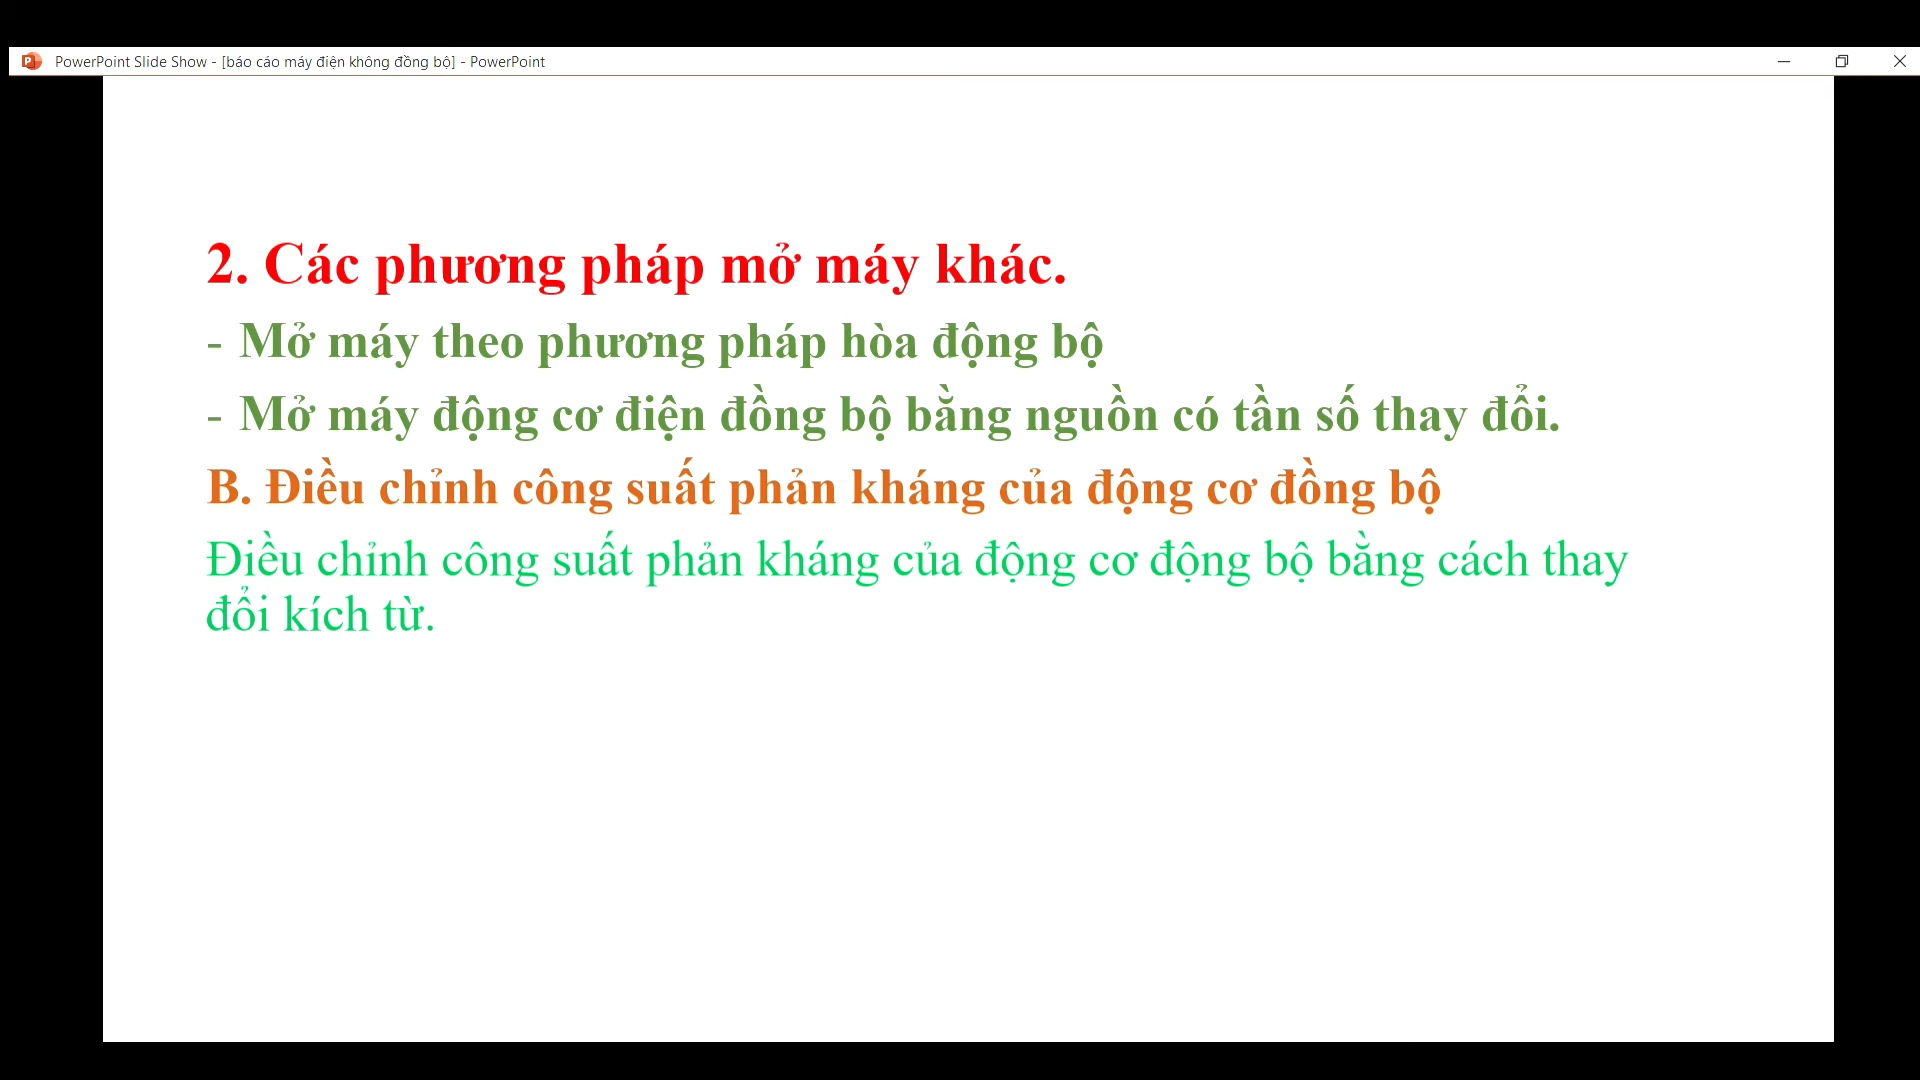 PowerPoint Slide Show - [báo cáo máy điện không đồng bộ] - PowerPoint
2. Các phương pháp mở máy khác.
- Mở máy theo phương pháp hòa động bộ
- Mở máy động cơ điện đồng bộ bằng nguồn có tần số thay đổi.
B. Điều chỉnh công suất phản kháng của động cơ đồng bộ
Điều chỉnh công suất phản kháng của động cơ động bộ bằng cách thay
đổi kích từ.